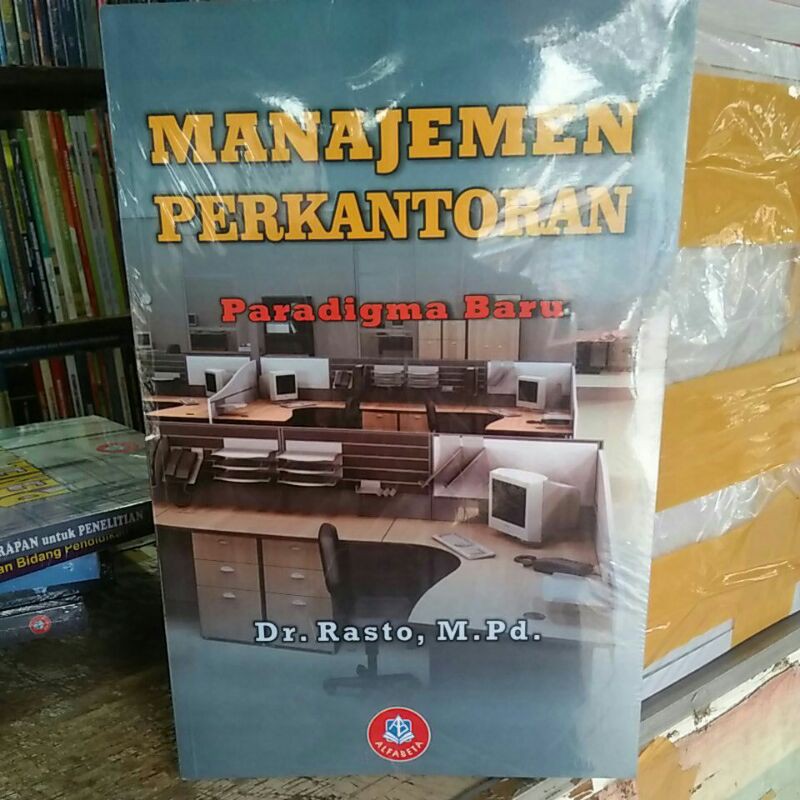 MANAJEMEN
PERKANTORAN
Paradigma Baru
Dr. Rasto, M.Pd.
ALFABETA
RAPAN untuk PENELITIAN
an Bidang Pendidikan